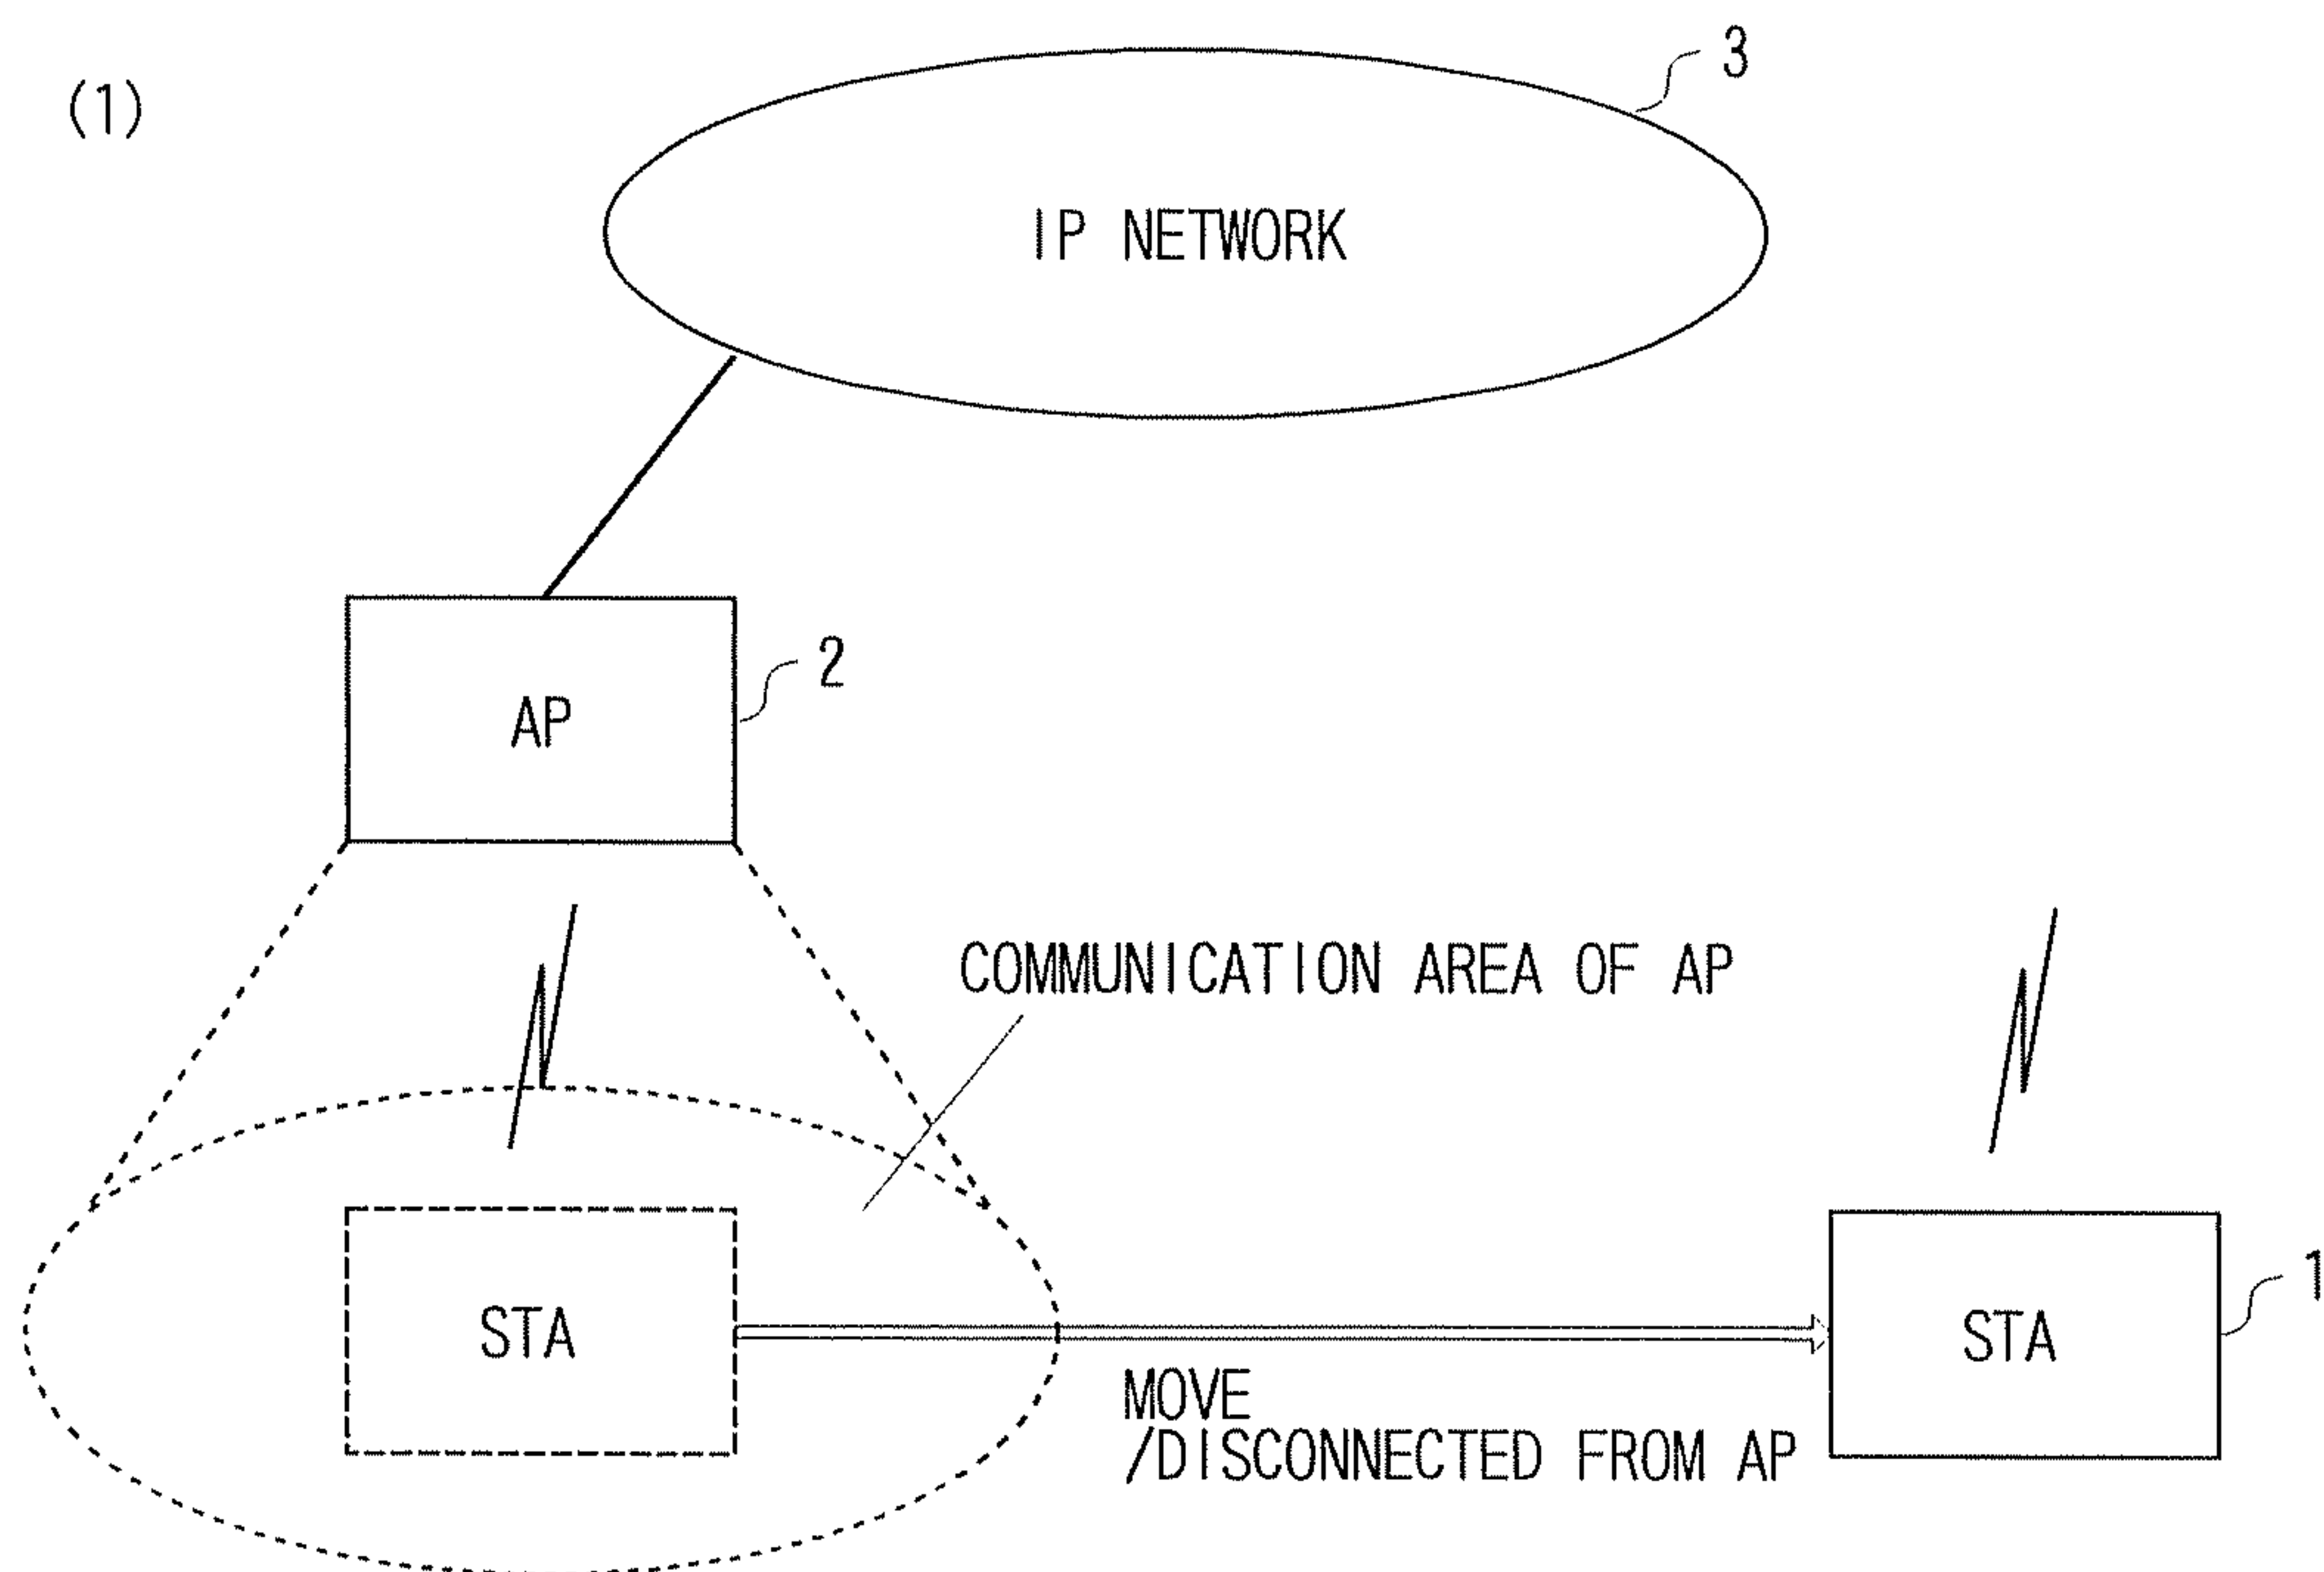 (1)
3
IP NETWORK
2
AP
COMMUNICATION AREA OF AP
STA
STA
1
MOVE
/DISCONNECTED FROM AP